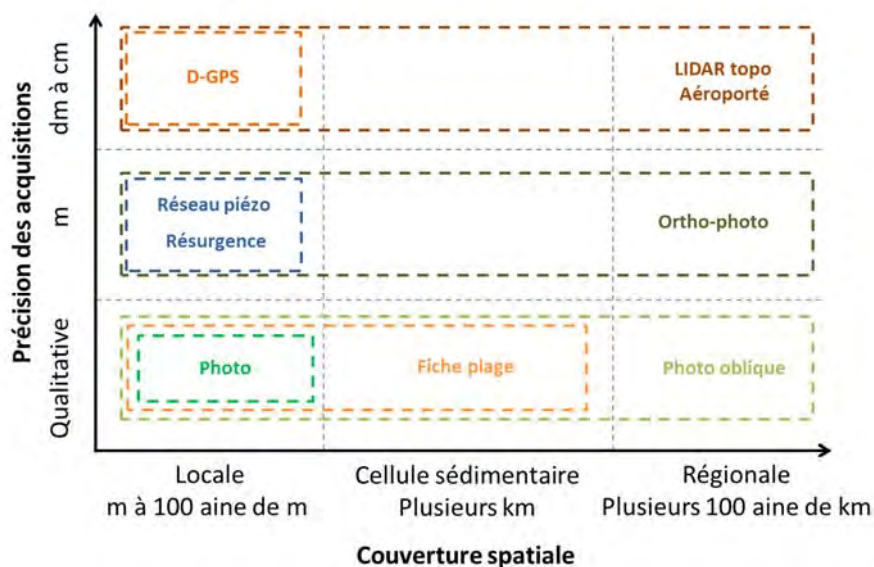 Précision des acquisitions
dm à cm
m
Qualitative
D-GPS
LIDAR topo
Aéroporté
Réseau piézo
Résurgence
Ortho-photo
Photo
Fiche plage
Photo oblique
Locale
m à 100 aine de m
Cellule sédimentaire
Plusieurs km
Régionale
Plusieurs 100 aine de km
Couverture spatiale